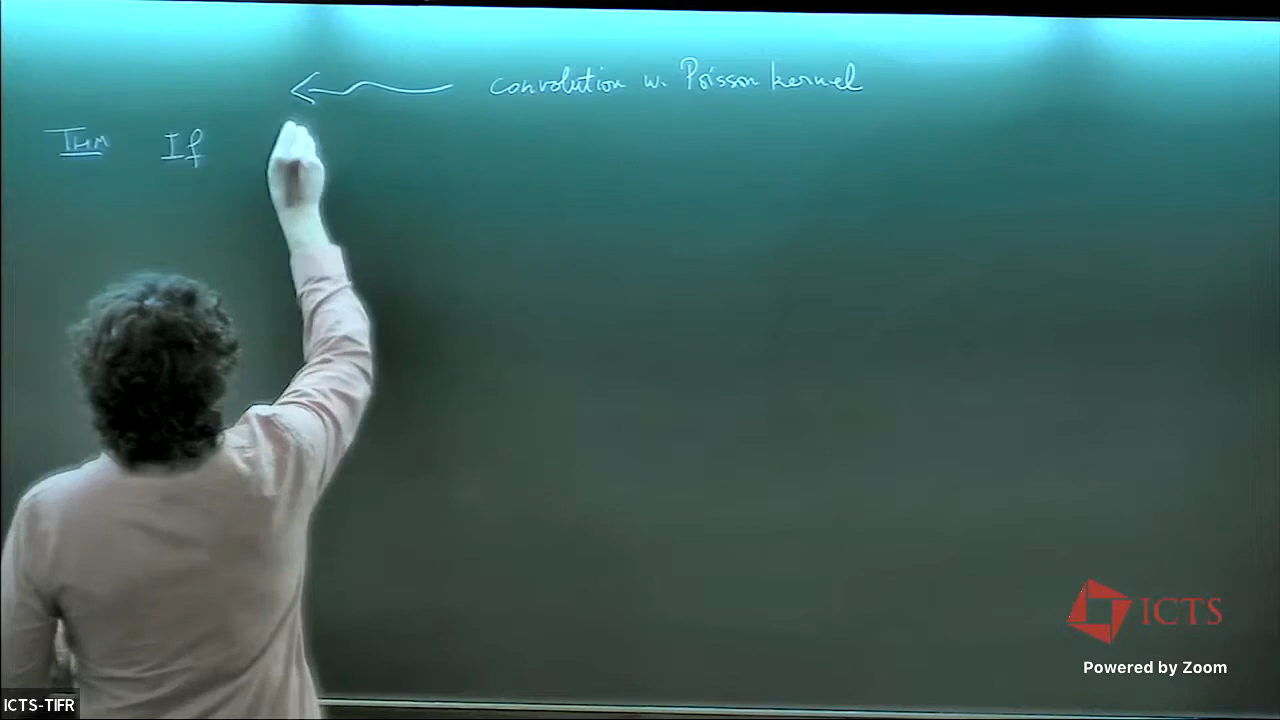 ← convolution w. Poisson kernel
THM If
ICTS
Powered by Zoom
ICTS-TIFR